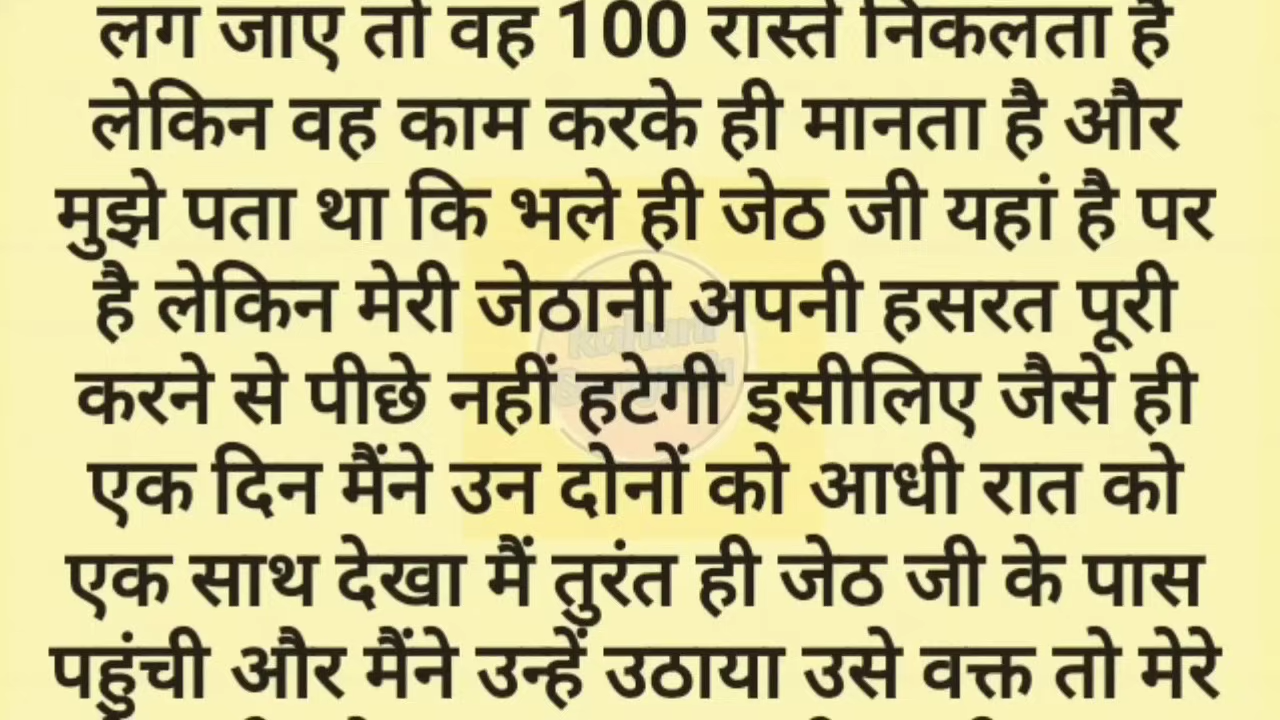 लग जाए तो वह 100 रास्ते निकलता है
लेकिन वह काम करके ही मानता है और
मुझे पता था कि भले ही जेठ जी यहां है पर
है लेकिन मेरी जेठानी अपनी हसरत पूरी
करने से पीछे नहीं हटेगी इसीलिए जैसे ही
एक दिन मैंने उन दोनों को आधी रात को
एक साथ देखा मैं तुरंत ही जेठ जी के पास
पहुंची और मैंने उन्हें उठाया उसे वक्त तो मेरे